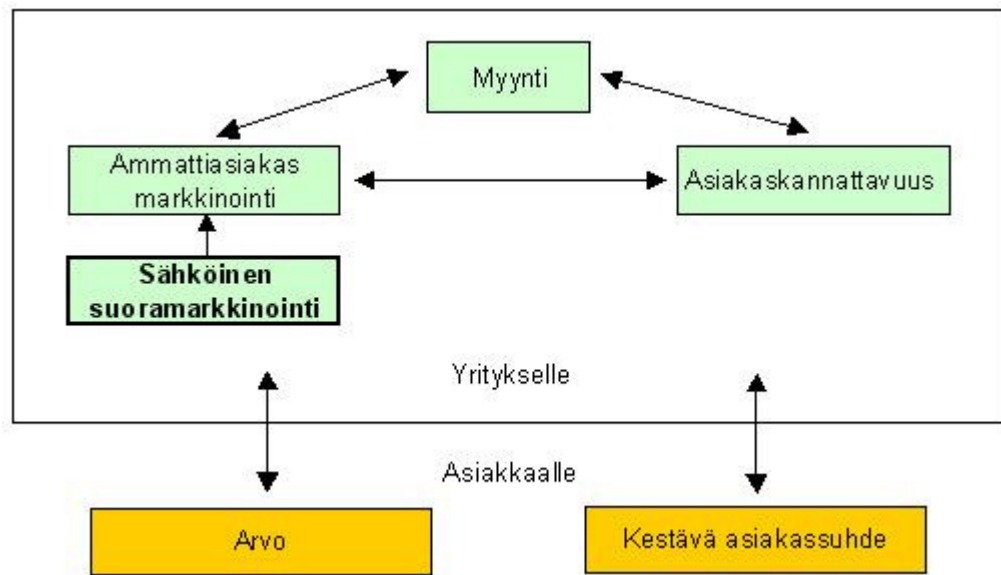 Myynti
Ammattiasiakas
markkinointi
Asiakaskannattavuus
Sähköinen
suoramarkkinointi
Yritykselle
Asiakkaalle
Arvo
Kestävä asiakassuhde